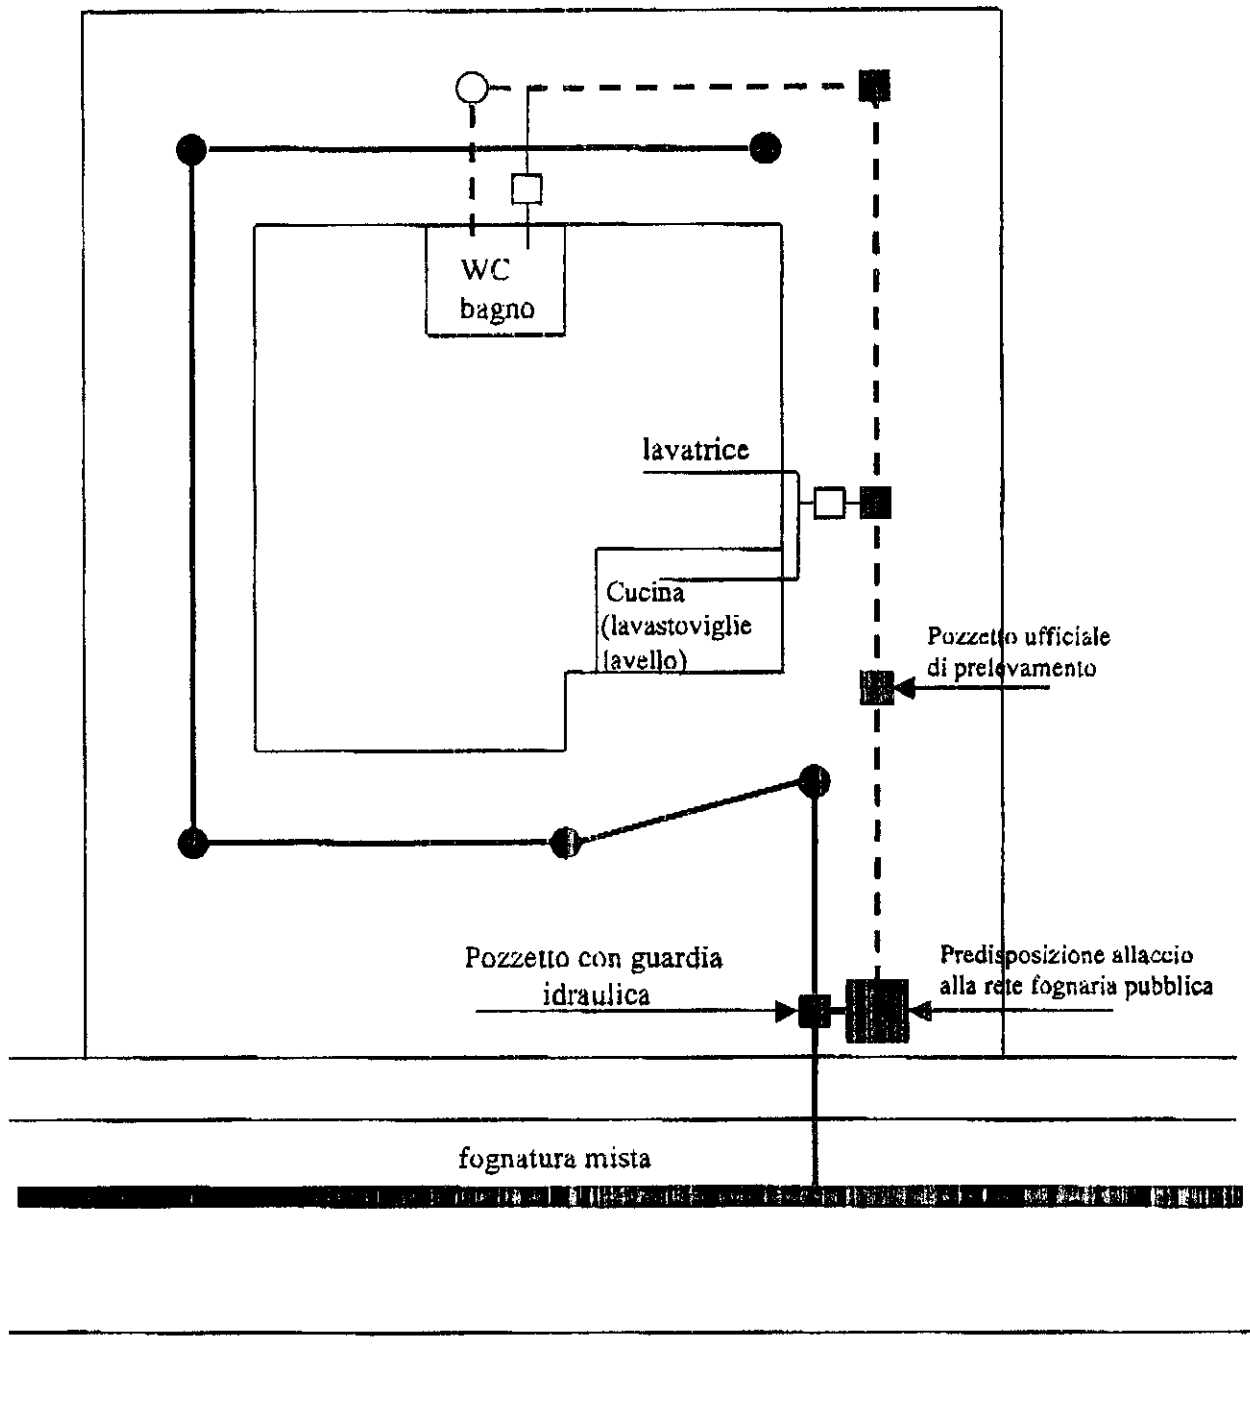 WC
bagno
lavatrice
Cucina
(lavastoviglie
lavello)
Pozzetto ufficiale
di prelevamento
Pozzetto con guardia
idraulica
Predisposizione allaccio
alla rete fognaria pubblica
fognatura mista